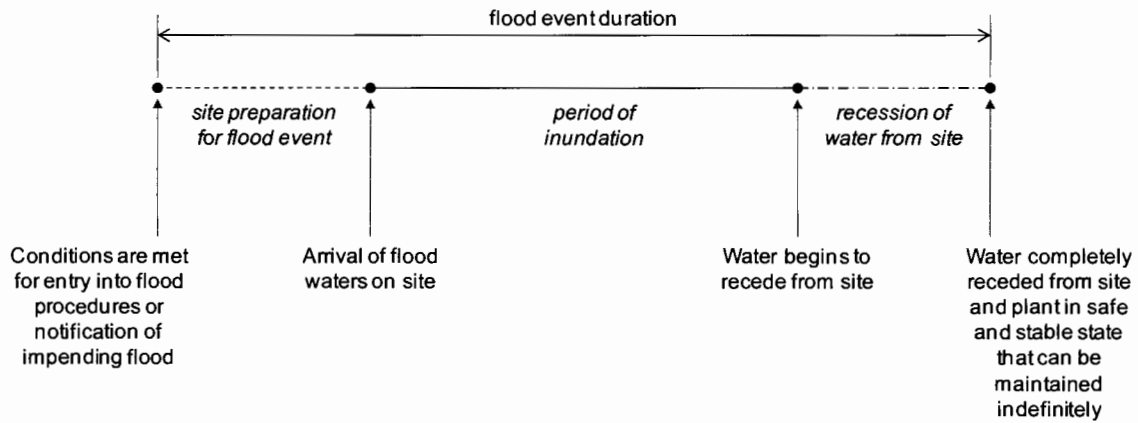 flood event duration
site preparation
for flood event
period of
inundation
recession of
water from site
Conditions are met
for entry into flood
procedures or
notification of
impending flood
Arrival of flood
waters on site
Water begins to
recede from site
Water completely
receded from site
and plant in safe
and stable state
that can be
maintained
indefinitely